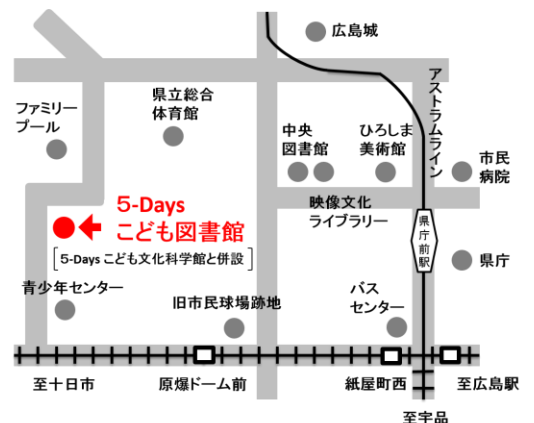 広島城
アストラムライン
ファミリー
プール
県立総合
体育館
中央
図書館
ひろしま
美術館
市民
病院
映像文化
ライブラリー
5-Days
こども図書館
[5-Days こども文化科学館と併設]
県庁前駅
県庁
青少年センター
旧市民球場跡地
バス
センター
至十日市
原爆ドーム前
紙屋町西
至広島駅
至宇品